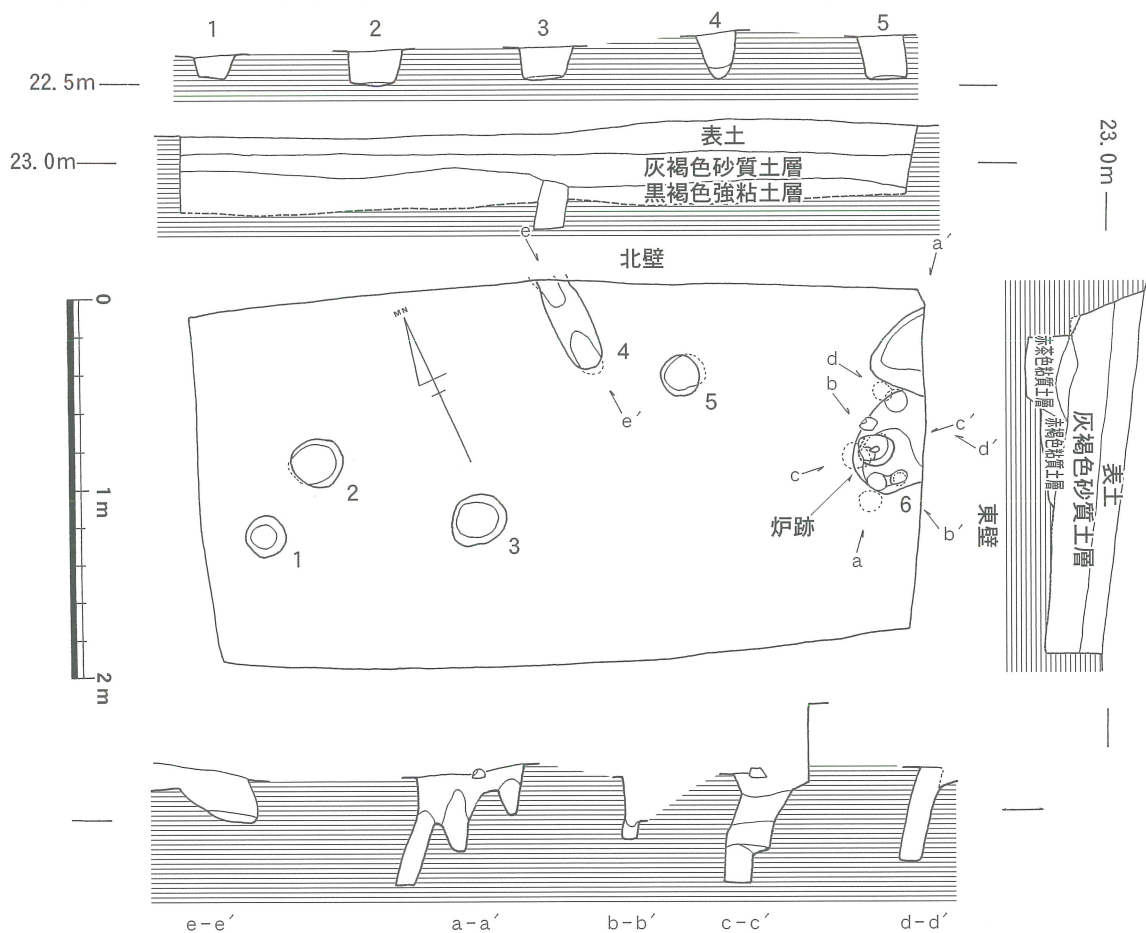 1
2
3
4
5
22.5m
表土
23.0m
灰褐色砂質土層
黒褐色強粘土層
23.0m
e
北壁
a′
0
MN
4
5
d
b
e′
c′
d′
c
2
6
1m
炉跡
b′
東壁
1
3
a
2m
赤茶色粘質土層
赤褐色粘質土層
灰褐色砂質土層
表土
e-e′
a-a′
b-b′
c-c′
d-d′